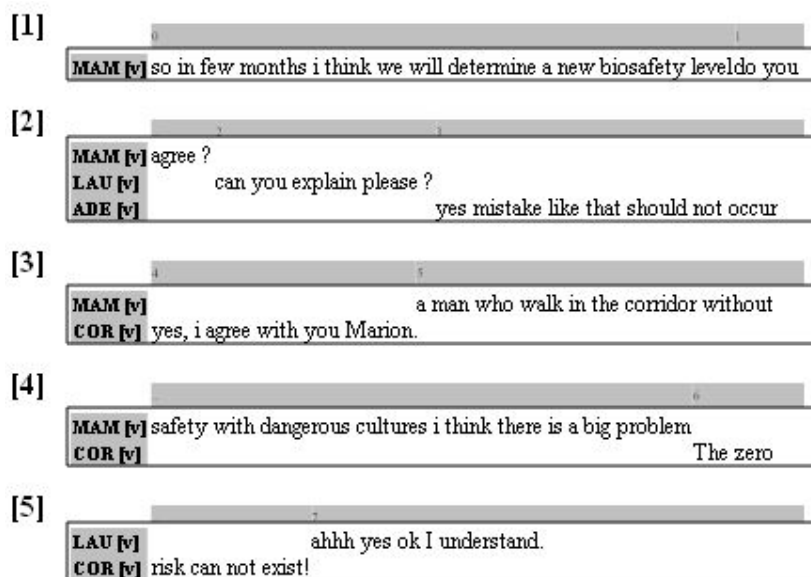 [1]
0 1
MAM [v] so in few months i think we will determine a new biosafety leveldo you
[2]
2 3
MAM [v] agree ?
LAU [v] can you explain please ?
ADE [v] yes mistake like that should not occur
[3]
4 5
MAM [v] a man who walk in the corridor without
COR [v] yes, i agree with you Marion.
[4]
.. 6
MAM [v] safety with dangerous cultures i think there is a big problem
COR [v] The zero
[5]
7
LAU [v] ahhh yes ok I understand.
COR [v] risk can not exist!